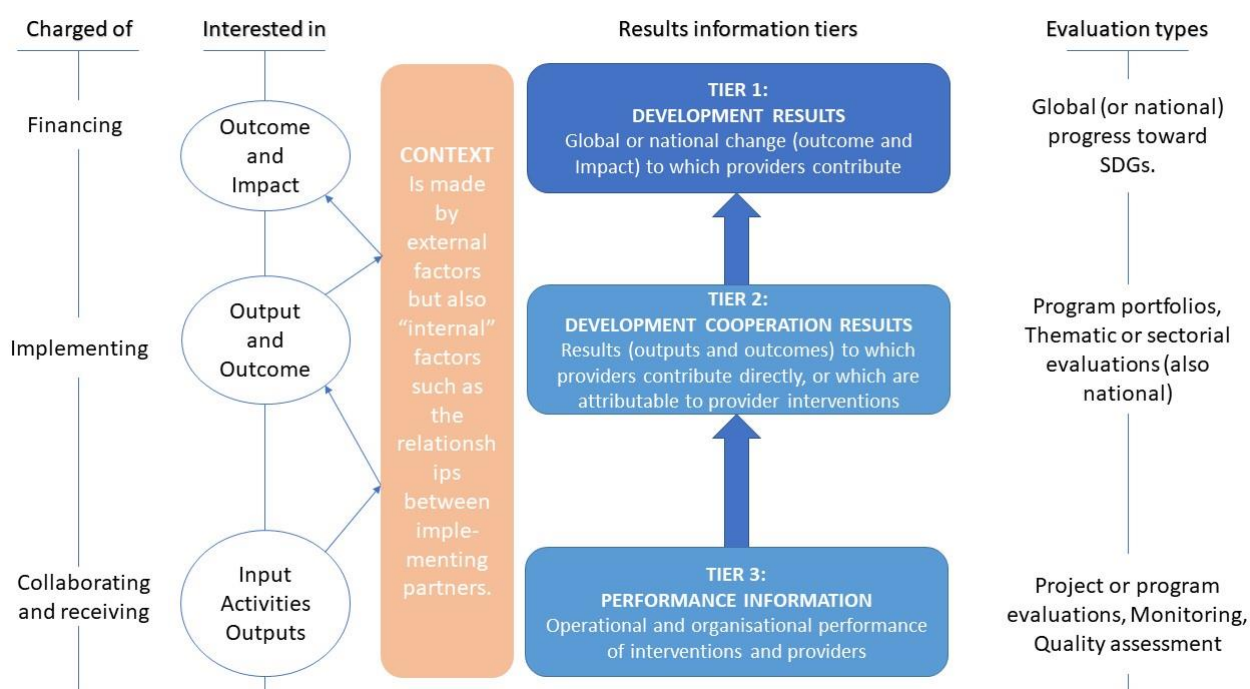 Charged of
Interested in
Results information tiers
Evaluation types
Financing
Outcome
and
Impact
CONTEXT
Is made
by
external
factors
but also
“internal”
factors
such as
the
relationsh
ips
between
imple-
menting
partners.
TIER 1:
DEVELOPMENT RESULTS
Global or national change (outcome and
Impact) to which providers contribute
Global (or national)
progress toward
SDGs.
Implementing
Output
and
Outcome
TIER 2:
DEVELOPMENT COOPERATION RESULTS
Results (outputs and outcomes) to which
providers contribute directly, or which are
attributable to provider interventions
Program portfolios,
Thematic or sectorial
evaluations (also
national)
Collaborating
and receiving
Input
Activities
Outputs
TIER 3:
PERFORMANCE INFORMATION
Operational and organisational performance
of interventions and providers
Project or program
evaluations, Monitoring,
Quality assessment